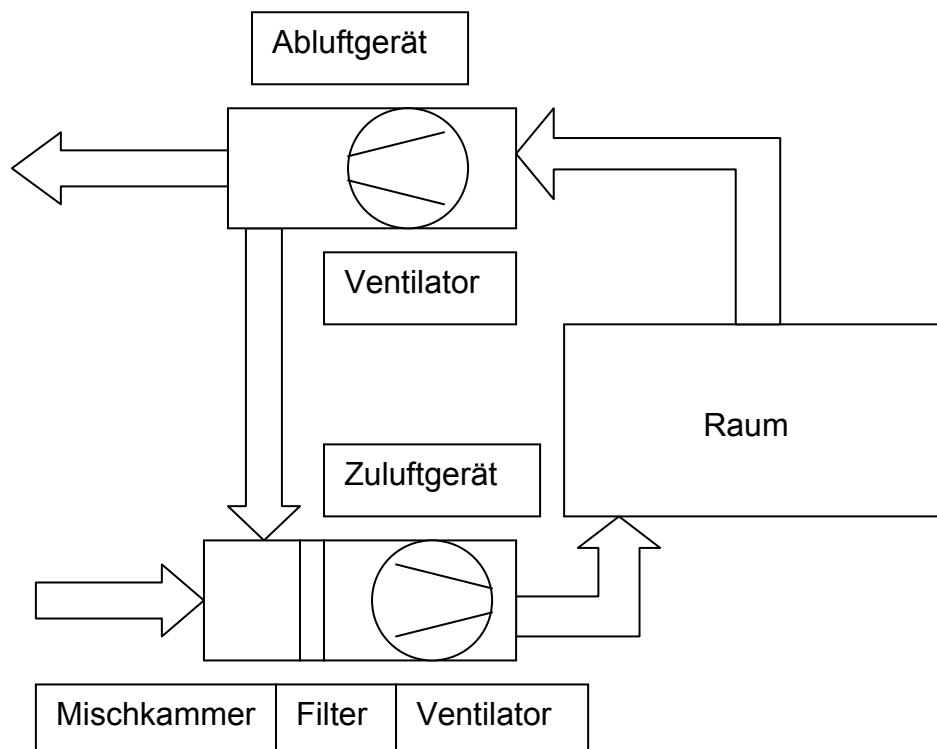 Abluftgerät
Ventilator
Raum
Zuluftgerät
Mischkammer Filter Ventilator